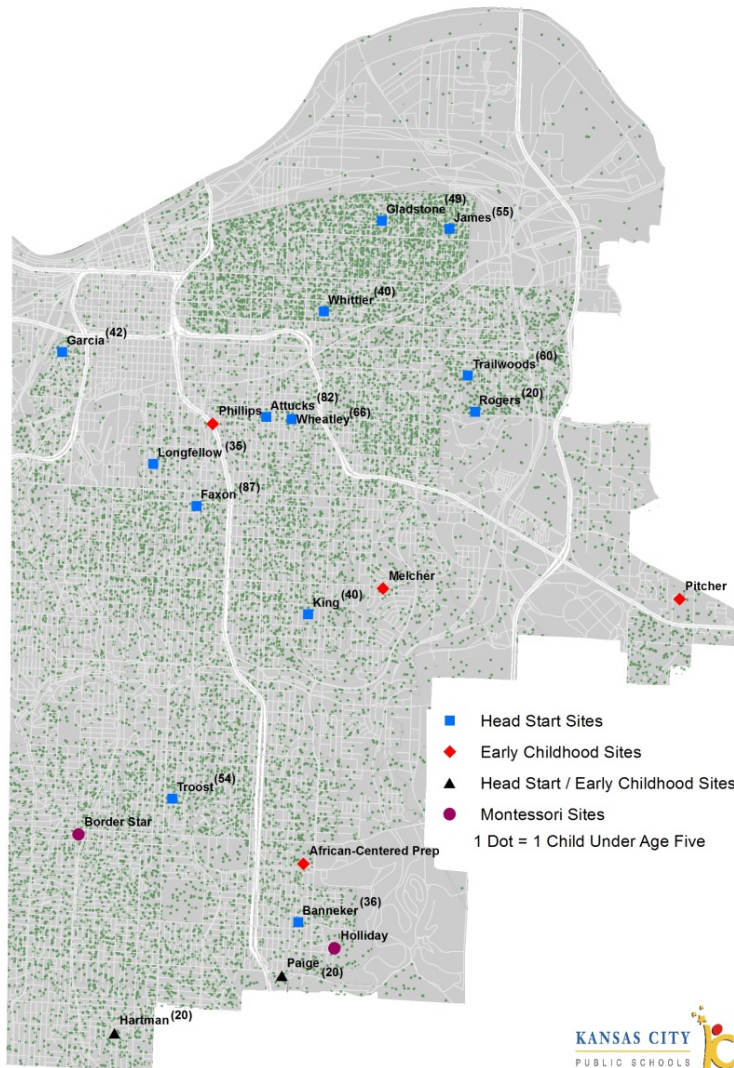 Gladstone (49)
James (55)
Whittier (40)
Garcia (42)
Trailwoods (60)
Rogers (20)
Attucks (82)
Phillips
Wheatley (66)
Longfellow (35)
Faxon (87)
Melcher
Pitcher
King (40)
Head Start Sites
Early Childhood Sites
Head Start / Early Childhood Sites
Montessori Sites
1 Dot = 1 Child Under Age Five
Troost (54)
Border Star
African-Centered Prep
Banneker (36)
Holliday
Paige (20)
Hartman (20)
KANSAS CITY
PUBLIC SCHOOLS